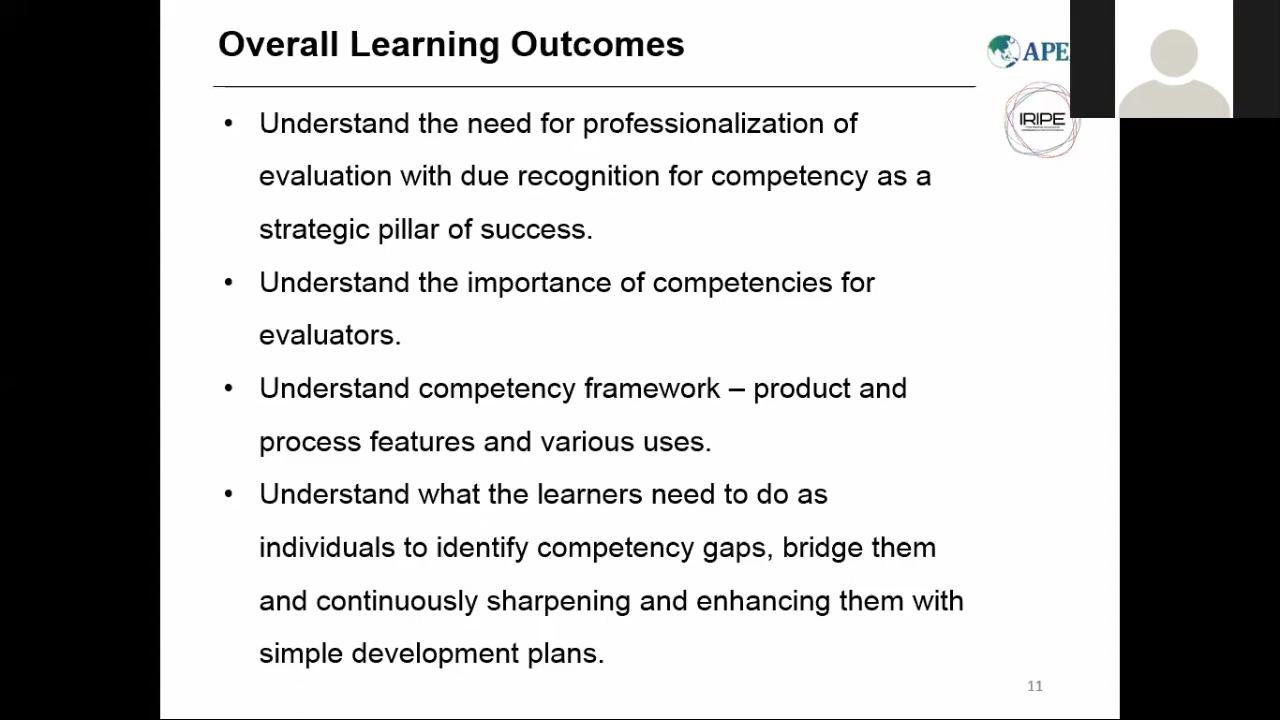 Overall Learning Outcomes
APE
IRIPE
• Understand the need for professionalization of
evaluation with due recognition for competency as a
strategic pillar of success.
• Understand the importance of competencies for
evaluators.
• Understand competency framework – product and
process features and various uses.
• Understand what the learners need to do as
individuals to identify competency gaps, bridge them
and continuously sharpening and enhancing them with
simple development plans.
11